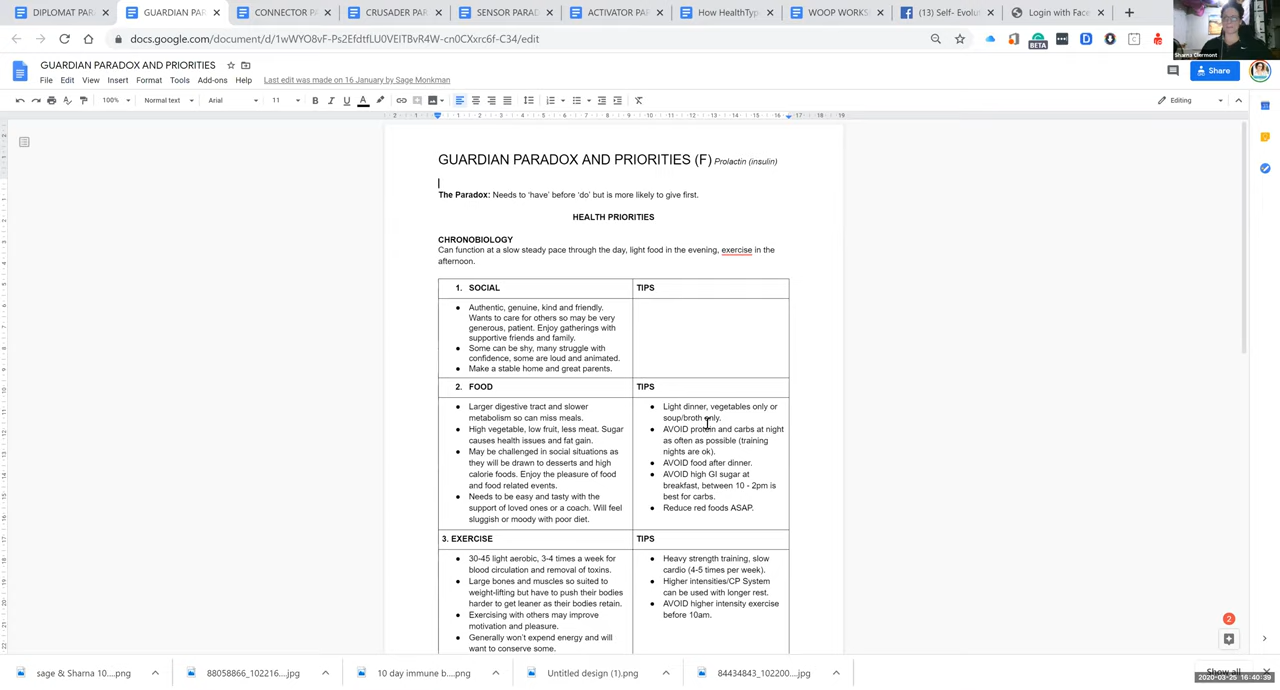 DIPLOMAT PAR
GUARDIAN PAR
CONNECTOR P
CRUSADER PAR
SENSOR PARAD
ACTIVATOR PAR
How HealthTyp
WOOP WORKS
(13) Self- Evolu
Login with Face
docs.google.com/document/d/1wWYO8vF-Ps2EfdtfLU0VEITBvR4W-cn0CXxrc6f-C34/edit
BETA
Sharna Clermont
GUARDIAN PARADOX AND PRIORITIES
File Edit View Insert Format Tools Add-ons Help Last edit was made on 16 January by Sage Monkman
Share
100% Normal text Arial 11 B I U A Editing
GUARDIAN PARADOX AND PRIORITIES (F) Prolactin (insulin)
The Paradox: Needs to 'have' before 'do' but is more likely to give first.
HEALTH PRIORITIES
CHRONOBIOLOGY
Can function at a slow steady pace through the day, light food in the evening, exercise in the
afternoon.
1. SOCIAL
TIPS
● Authentic, genuine, kind and friendly.
Wants to care for others so may be very
generous, patient. Enjoy gatherings with
supportive friends and family.
● Some can be shy, many struggle with
confidence, some are loud and animated.
● Make a stable home and great parents.
2. FOOD
TIPS
● Larger digestive tract and slower
metabolism so can miss meals.
● High vegetable, low fruit, less meat. Sugar
causes health issues and fat gain.
● May be challenged in social situations as
they will be drawn to desserts and high
calorie foods. Enjoy the pleasure of food
and food related events.
● Needs to be easy and tasty with the
support of loved ones or a coach. Will feel
sluggish or moody with poor diet.
● Light dinner, vegetables only or
soup/broth only.
● AVOID protein and carbs at night
as often as possible (training
nights are ok).
● AVOID food after dinner.
● AVOID high GI sugar at
breakfast, between 10 - 2pm is
best for carbs.
● Reduce red foods ASAP.
3. EXERCISE
TIPS
● 30-45 light aerobic, 3-4 times a week for
blood circulation and removal of toxins.
● Large bones and muscles so suited to
weight-lifting but have to push their bodies
harder to get leaner as their bodies retain.
● Exercising with others may improve
motivation and pleasure.
● Generally won't expend energy and will
want to conserve some.
● Heavy strength training, slow
cardio (4-5 times per week).
● Higher intensities/CP System
can be used with longer rest.
● AVOID higher intensity exercise
before 10am.
2
sage & Sharna 10....png
88058866_102216....jpg
10 day immune b....png
Untitled design (1).png
84434843_102200....jpg
Show all
2020-03-25 16:40:39